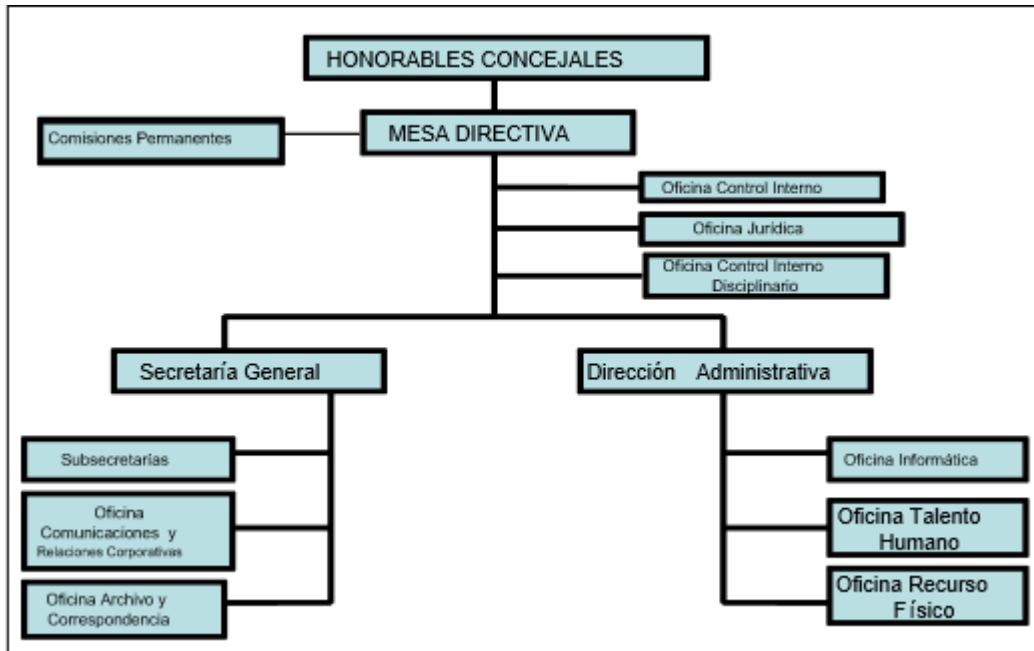 HONORABLES CONCEJALES
MESA DIRECTIVA
Comisiones Permanentes
Oficina Control Interno
Oficina Jurídica
Oficina Control Interno
Disciplinario
Secretaría General
Dirección Administrativa
Subsecretarías
Oficina
Comunicaciones y
Relaciones Corporativas
Oficina Archivo y
Correspondencia
Oficina Informática
Oficina Talento
Humano
Oficina Recurso
Físico